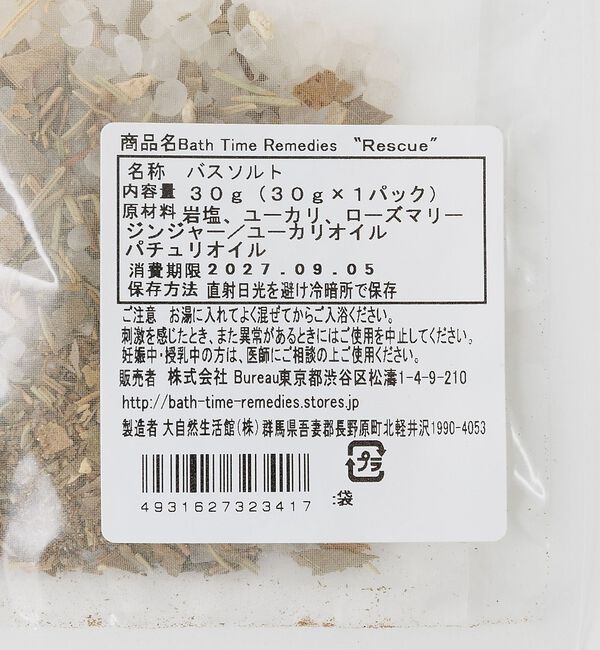 商品名Bath Time Remedies 〝Rescue〟
名称 バスソルト
内容量 30g（30g×1パック）
原材料 岩塩、ユーカリ、ローズマリー
ジンジャー／ユーカリオイル
パチュリオイル
消費期限 2027.09.05
保存方法 直射日光を避け冷暗所で保存
ご注意 お湯に入れてよく混ぜてからご入浴ください。
刺激を感じたとき、また異常があるときにはご使用を中止してください。
妊娠中・授乳中の方は、医師にご相談の上ご使用ください。
販売者 株式会社 Bureau東京都渋谷区松濤1-4-9-210
http://bath-time-remedies.stores.jp
製造者 大自然生活館(株) 群馬県吾妻郡長野原町北軽井沢1990-4053
プラ
4931627323417 :袋